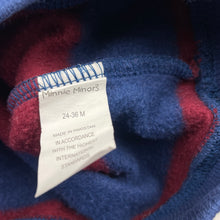 Minnie Minors
24-36 M
MADE IN PAKISTAN
IN ACCORDANCE
WITH THE HIGHEST
INTERNATIONAL
STANDARDS